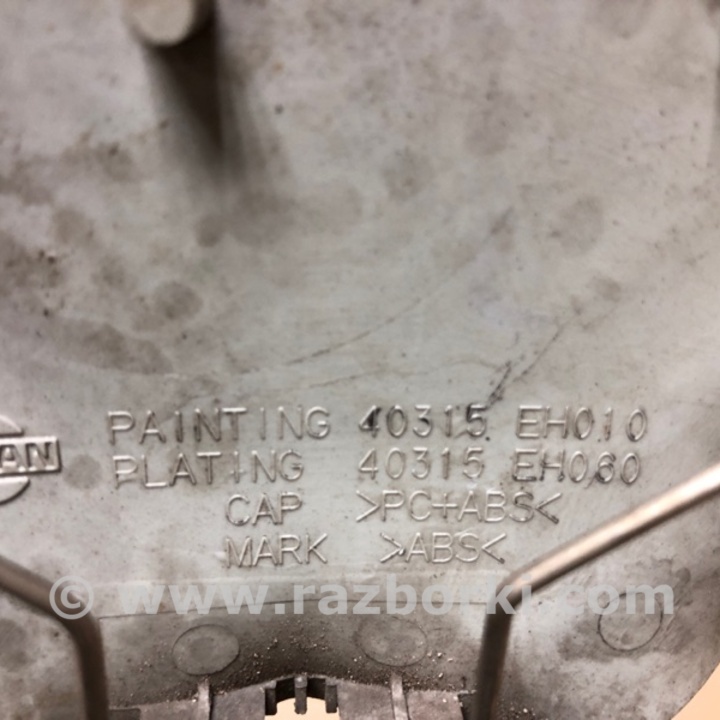 PAINTING 40315 EH010
PLATING 40315 EH060
CAP >PC+ABS<
MARK >ABS<
© www.razborki.com